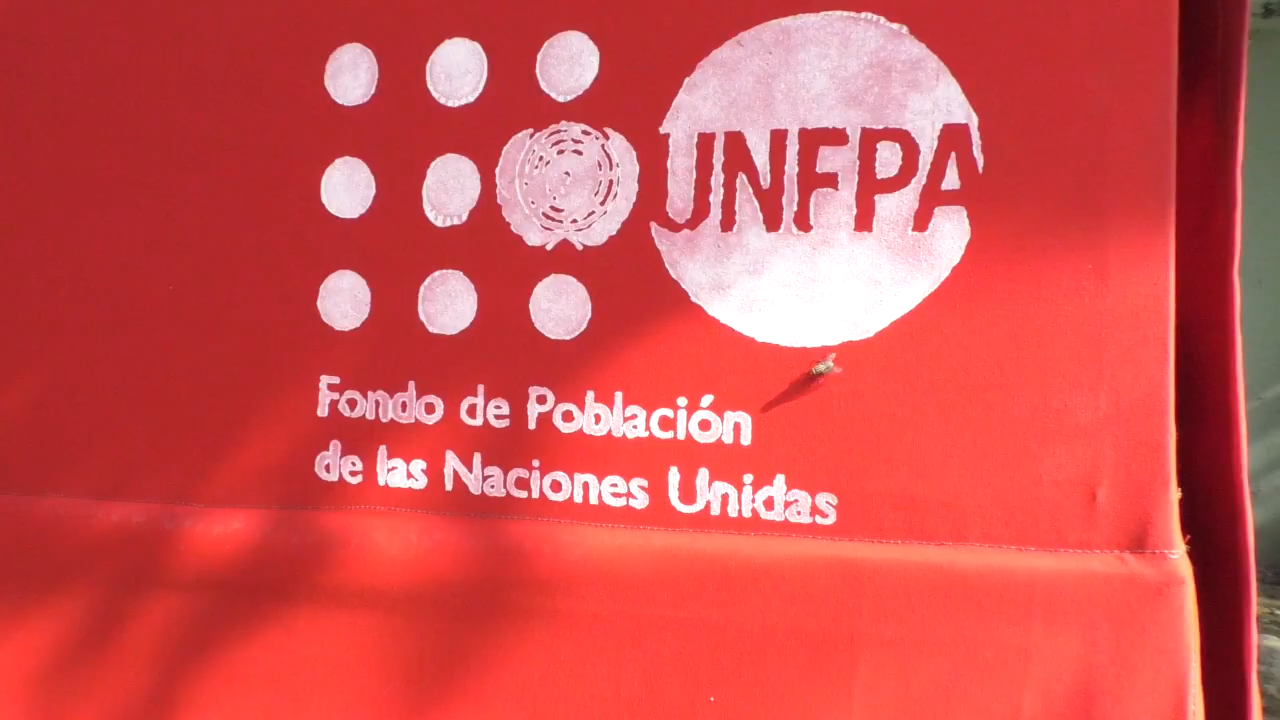 UNFPA
Fondo de Población
de las Naciones Unidas